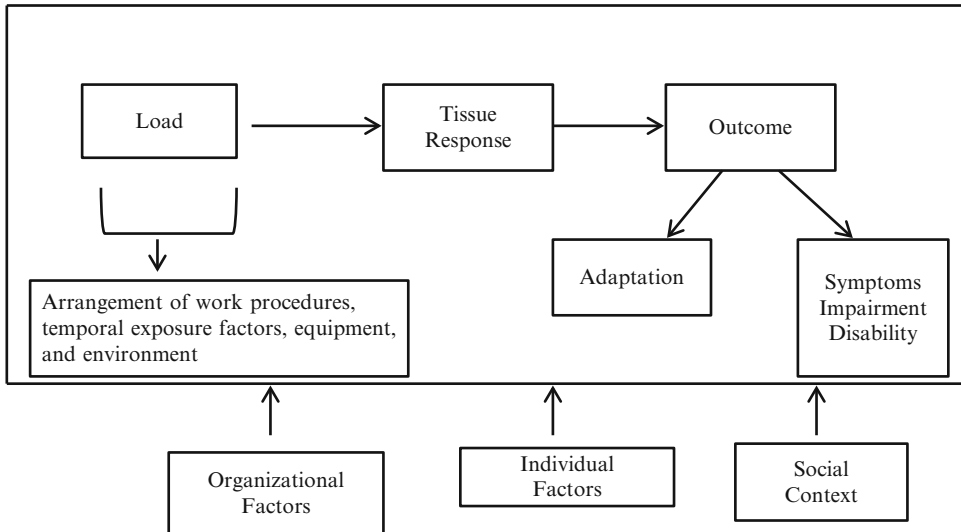 Load
Tissue
Response
Outcome
Adaptation
Symptoms
Impairment
Disability
Arrangement of work procedures,
temporal exposure factors, equipment,
and environment
Organizational
Factors
Individual
Factors
Social
Context